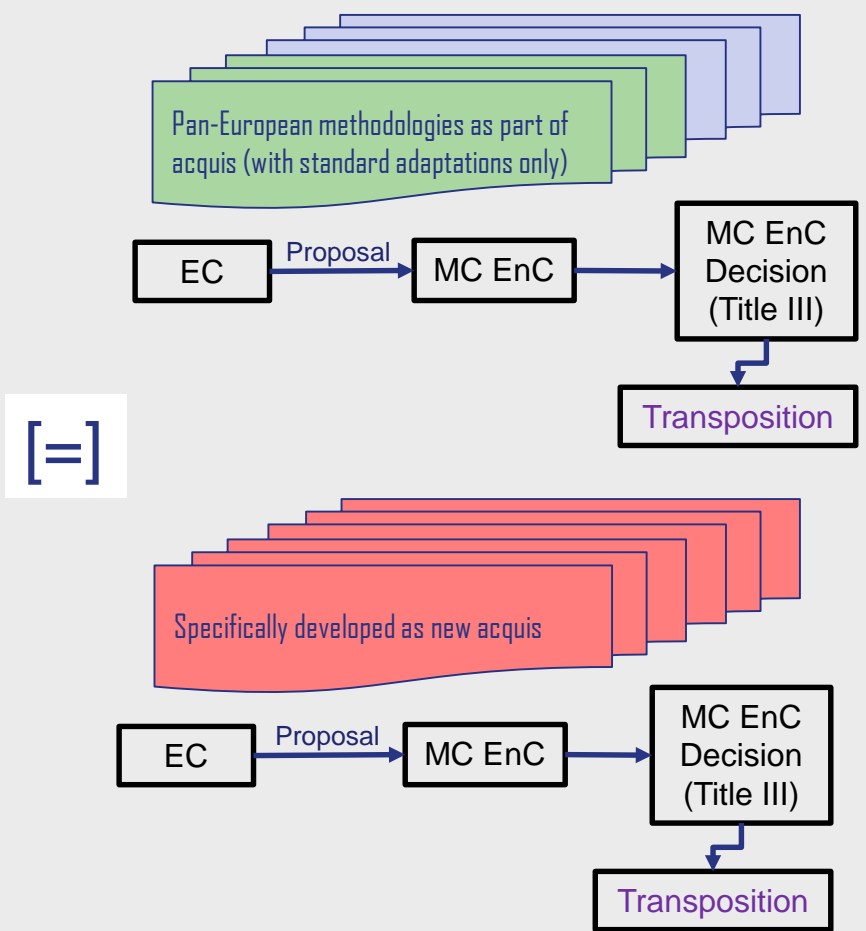 Pan-European methodologies as part of
acquis (with standard adaptations only)
EC
Proposal
MC EnC
MC EnC
Decision
(Title III)
Transposition
[=]
Specifically developed as new acquis
EC
Proposal
MC EnC
MC EnC
Decision
(Title III)
Transposition